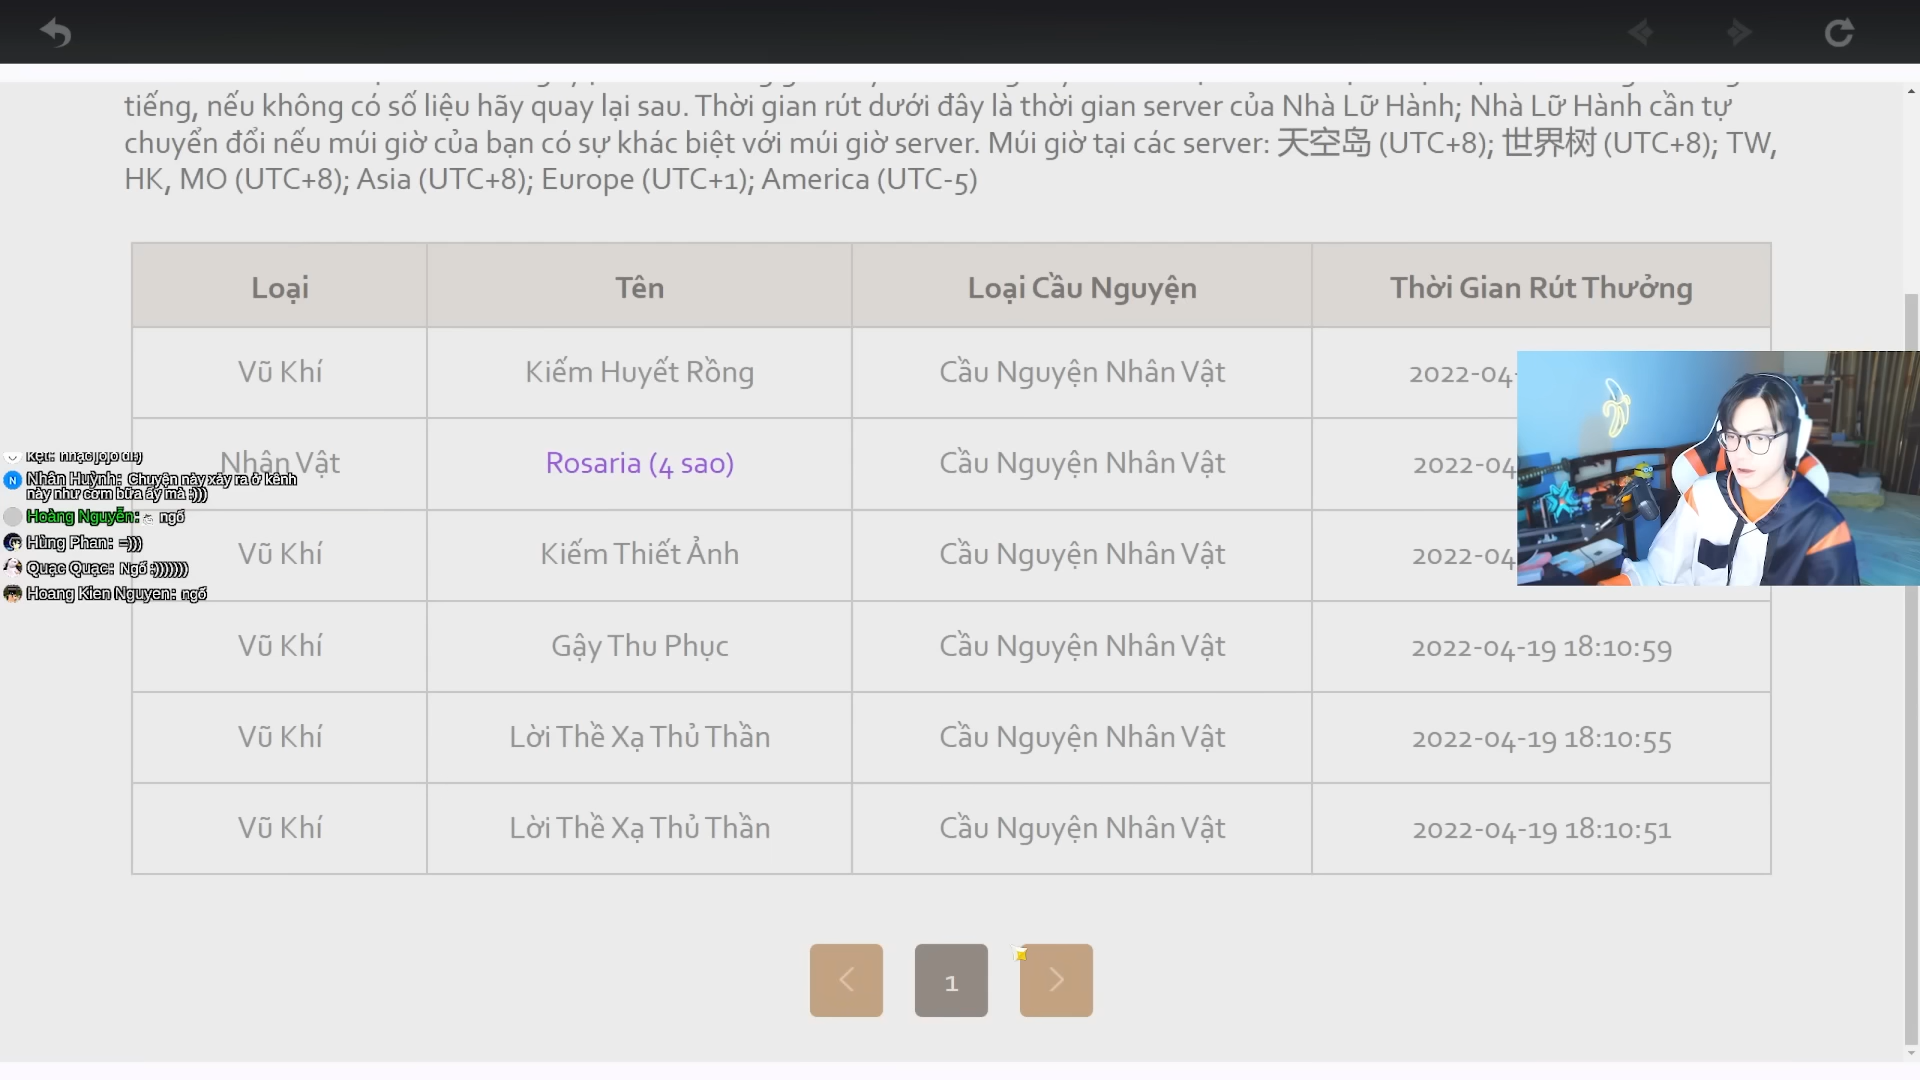 tiếng, nếu không có số liệu hãy quay lại sau. Thời gian rút dưới đây là thời gian server của Nhà Lữ Hành; Nhà Lữ Hành cần tự
chuyển đổi nếu múi giờ của bạn có sự khác biệt với múi giờ server. Múi giờ tại các server: 天空岛 (UTC+8); 世界树 (UTC+8); TW,
HK, MO (UTC+8); Asia (UTC+8); Europe (UTC+1); America (UTC-5)
Loại Tên Loại Cầu Nguyện Thời Gian Rút Thưởng
Vũ Khí Kiếm Huyết Rồng Cầu Nguyện Nhân Vật 2022-04-
Nhân Vật Rosaria (4 sao) Cầu Nguyện Nhân Vật 2022-04
Vũ Khí Kiếm Thiết Ảnh Cầu Nguyện Nhân Vật 2022-04
Vũ Khí Gậy Thu Phục Cầu Nguyện Nhân Vật 2022-04-19 18:10:59
Vũ Khí Lời Thề Xạ Thủ Thần Cầu Nguyện Nhân Vật 2022-04-19 18:10:55
Vũ Khí Lời Thề Xạ Thủ Thần Cầu Nguyện Nhân Vật 2022-04-19 18:10:51
nhạc jojo đi:)
N Nhân Huỳnh: Chuyện này xảy ra ở kênh
này như cơm bữa ấy mà :)))
Hoàng Nguyễn: ngố
Hùng Phan: =)))
Quạc Quạc: Ngố :)))))))
Hoang Kien Nguyen: ngố
1